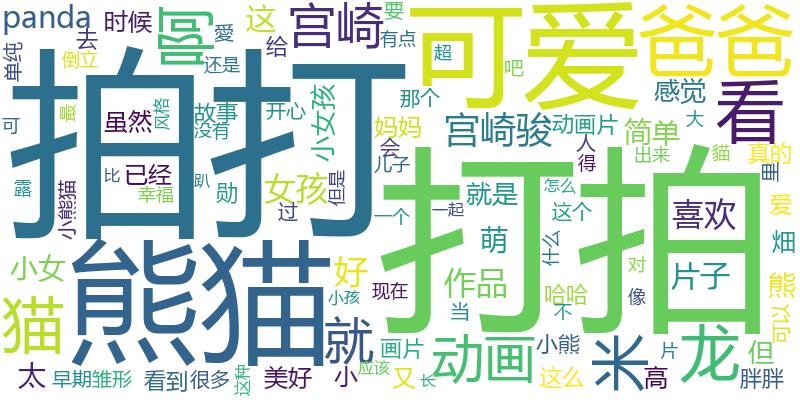 panda 时候 啊 这 给 宫崎 要 可爱 爸爸
单纯 去 倒立 愛 还是 有点 超 吧
拍打 可 最 虽然 风格 故事 没有 开心 小女孩 那个 宫崎骏 动画片 感觉 大 看
妈妈 会 儿子 人 得 简单 出来 貓 真的 里
露 小熊猫 比 已经 幸福 趴 勋 女孩 过 但是 一个 就是 一起 怎么 这个 喜欢 爱 畑
打拍 萌 什么
熊猫 小女 好 现在 小孩 作品 当 哈哈 不 对 像 片子 熊 可以
猫 就 画片 应该 动画 小熊 片 米 高 龙 但
太 早期雏形 看到 很多 这种 美好 小 又 长 这么 胖胖